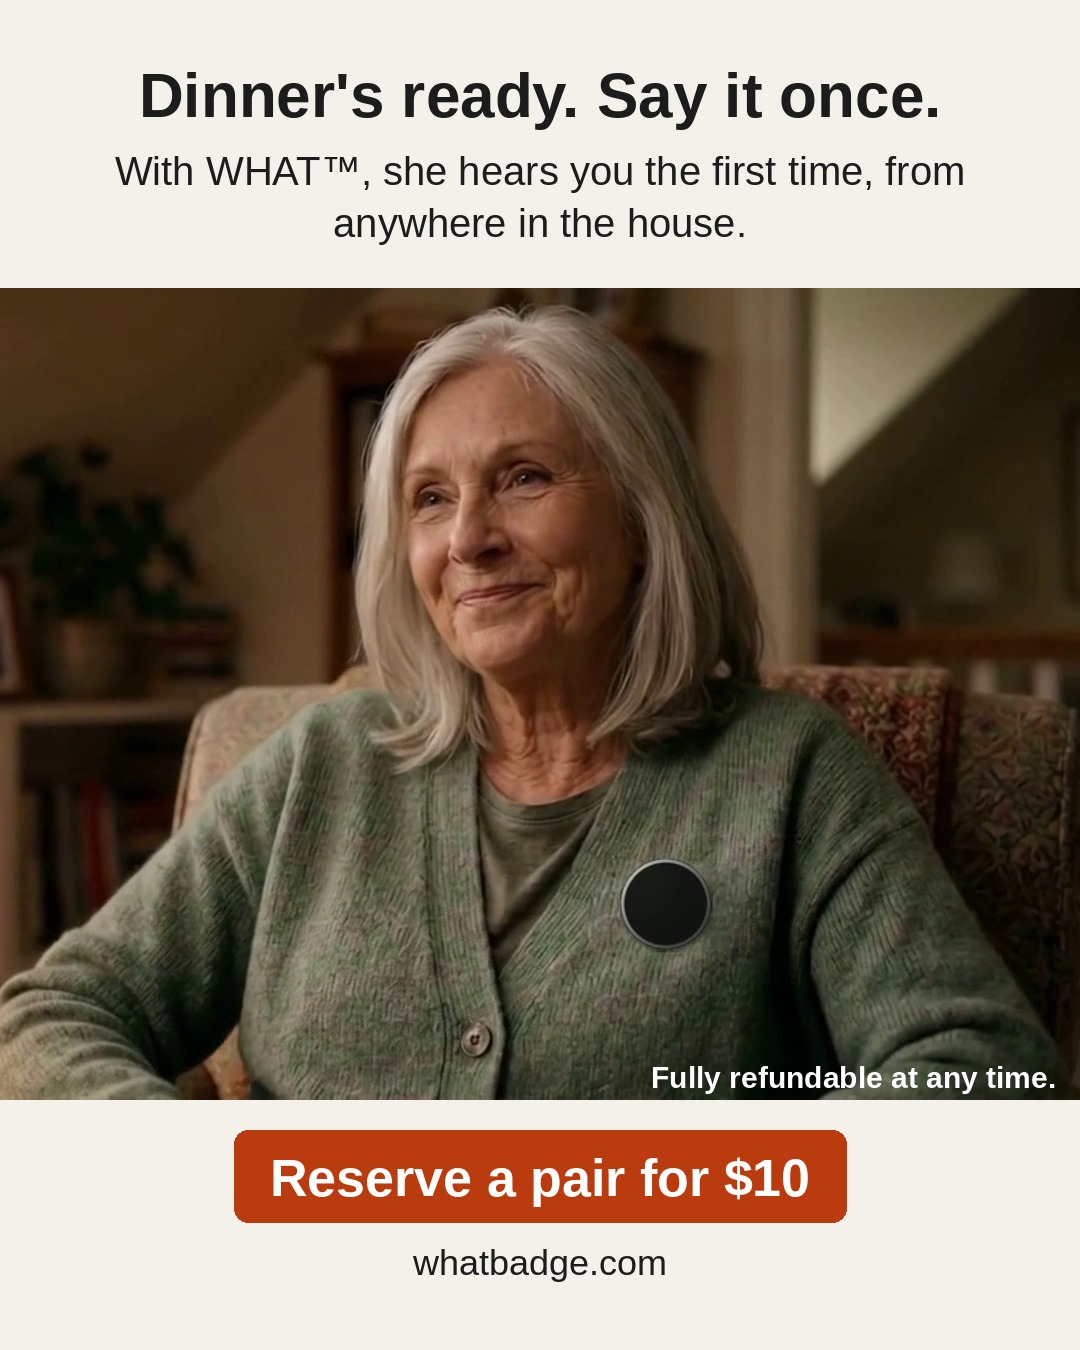 Dinner's ready. Say it once.
With WHAT™, she hears you the first time, from
anywhere in the house.
Fully refundable at any time.
Reserve a pair for $10
whatbadge.com